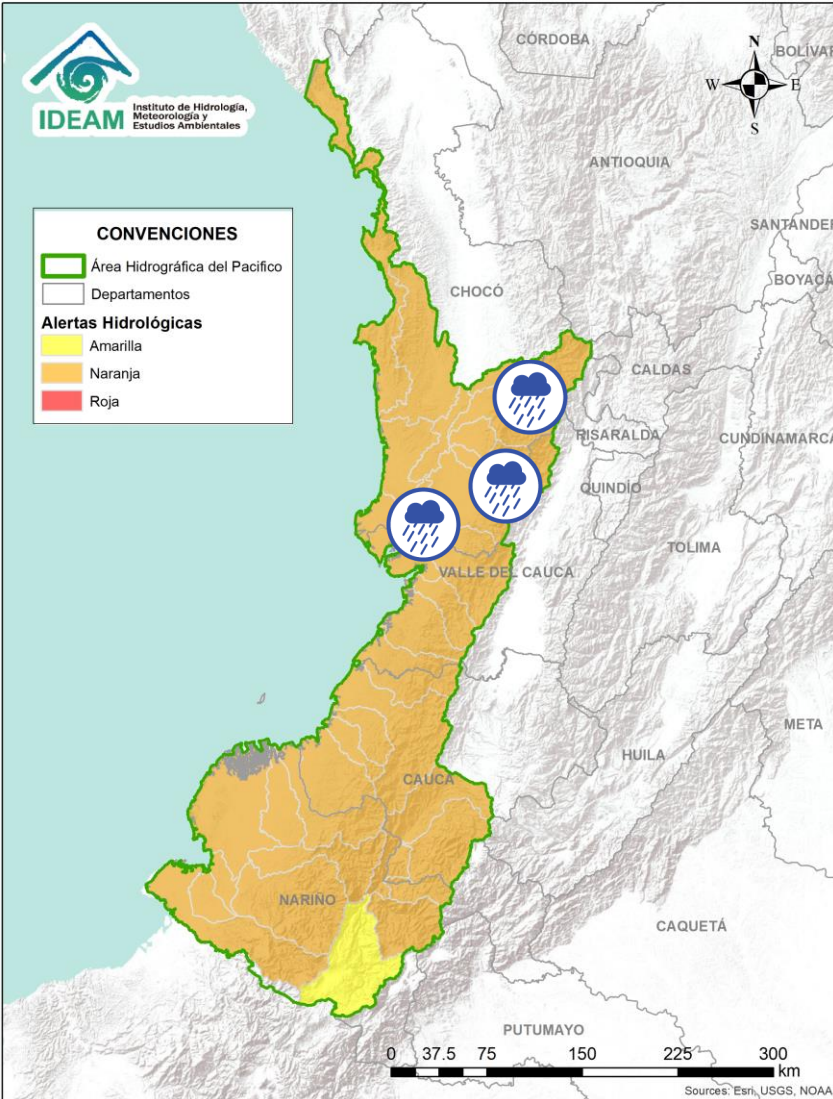 IDEAM
Instituto de Hidrología,
Meteorología y
Estudios Ambientales
N
W
E
S
CÓRDOBA
BOLÍVAR
ANTIOQUIA
SANTANDER
BOYACÁ
CHOCÓ
CONVENCIONES
Área Hidrográfica del Pacifico
Departamentos
Alertas Hidrológicas
Amarilla
Naranja
Roja
CALDAS
RISARALDA
CUNDINAMARCA
QUINDÍO
TOLIMA
VALLE DEL CAUCA
META
HUILA
CAUCA
NARIÑO
CAQUETÁ
PUTUMAYO
0 37.5 75 150 225 300
km
Sources: Esri, USGS, NOAA